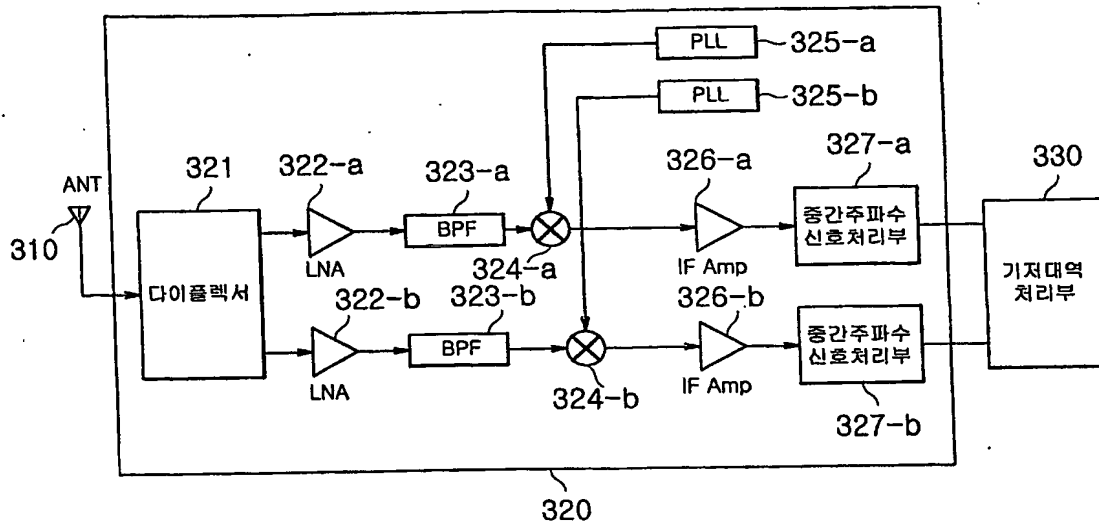 PLL
325-a
PLL
325-b
ANT
310
321
다이플렉서
322-a
LNA
323-a
BPF
324-a
326-a
IF Amp
327-a
중간주파수
신호처리부
330
기저대역
처리부
322-b
LNA
323-b
BPF
324-b
326-b
IF Amp
중간주파수
신호처리부
327-b
320